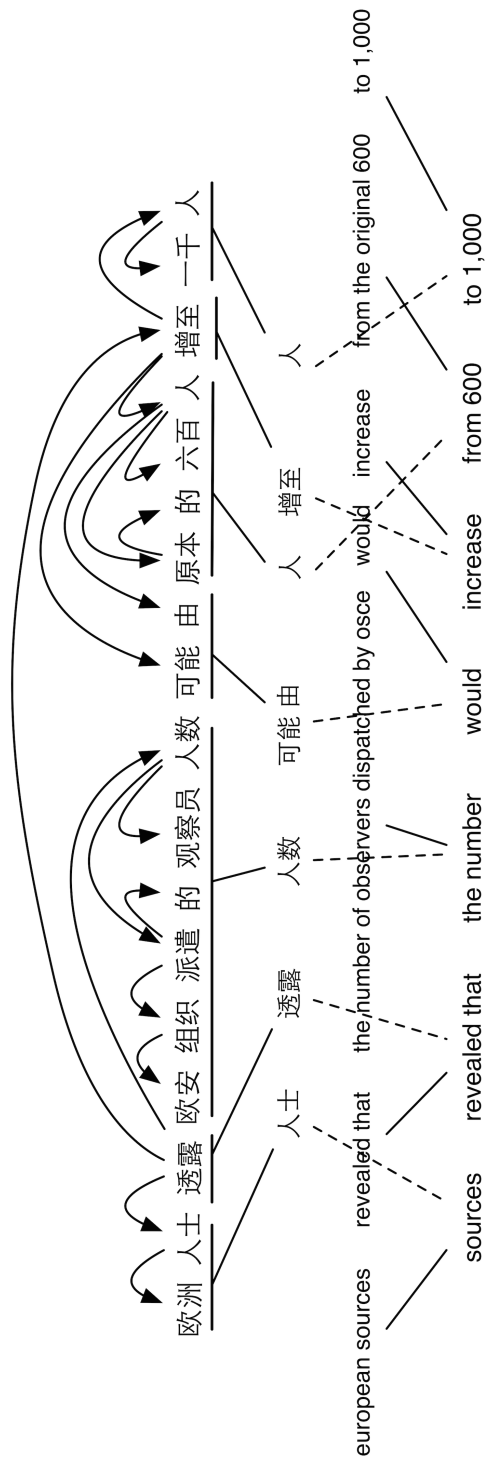 欧洲 人士 透露 欧安 组织 派遣 的 观察员 人数 可能 由 原本 的 六百 人 增至 一千 人
人士 透露 人数 可能 由 人 增至 人
european sources revealed that the number of observers dispatched by osce would increase from the original 600 to 1,000
sources revealed that the number would increase from 600 to 1,000